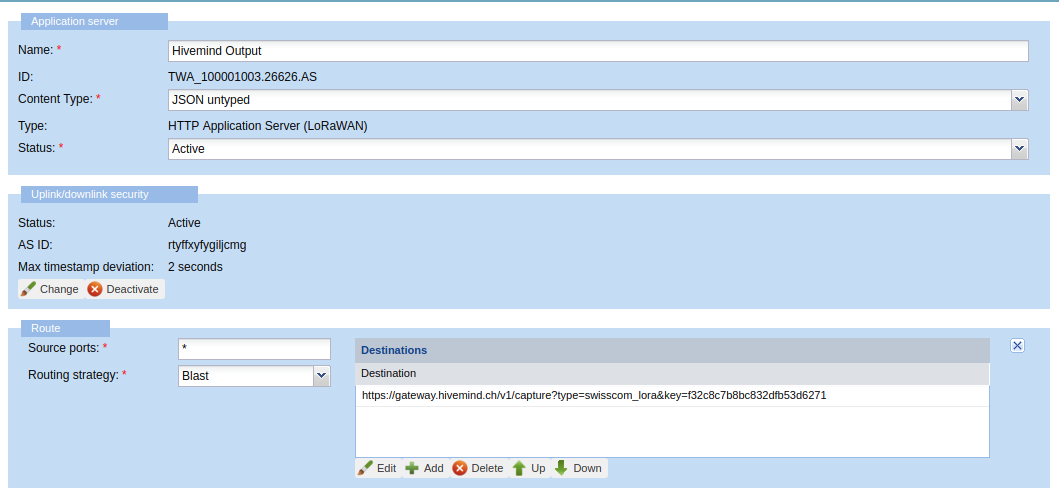 Application server
Name: * Hivemind Output
ID: TWA_100001003.26626.AS
Content Type: * JSON untyped
Type: HTTP Application Server (LoRaWAN)
Status: * Active
Uplink/downlink security
Status: Active
AS ID: rtyffxyfygiljcmg
Max timestamp deviation: 2 seconds
Change Deactivate
Route
Source ports: * *
Routing strategy: * Blast
Destinations
Destination
https://gateway.hivemind.ch/v1/capture?type=swisscom_lora&key=f32c8c7b8bc832dfb53d6271
Edit Add Delete Up Down